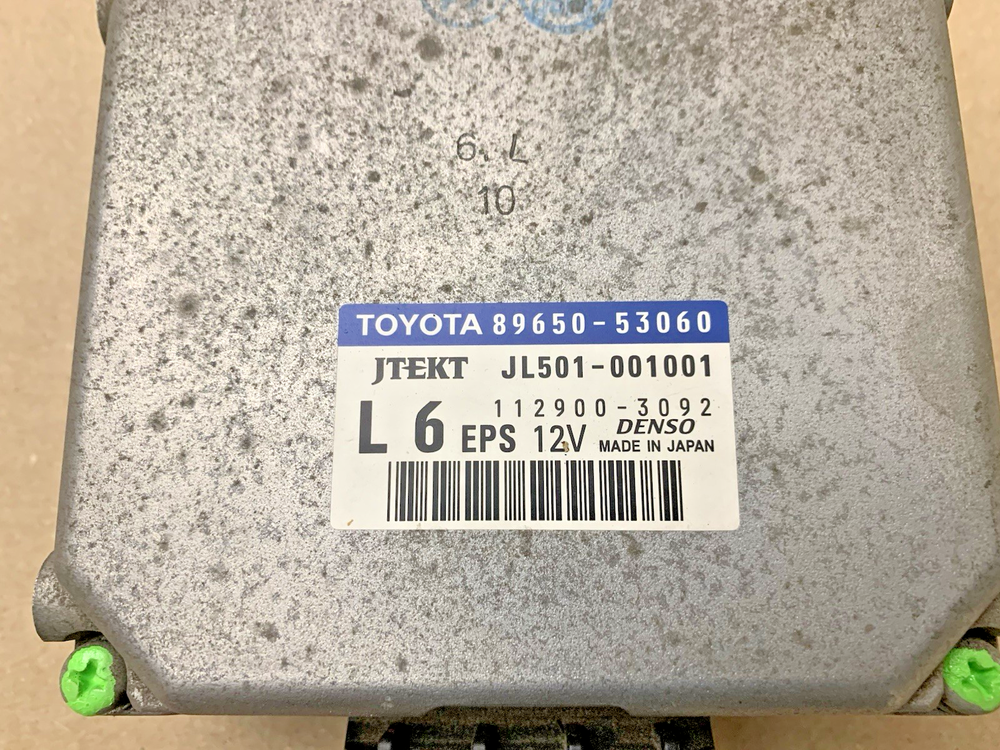 6. L
10
TOYOTA 89650-53060
JTEKT JL501-001001
112900-3092
L 6 EPS 12V DENSO
MADE IN JAPAN